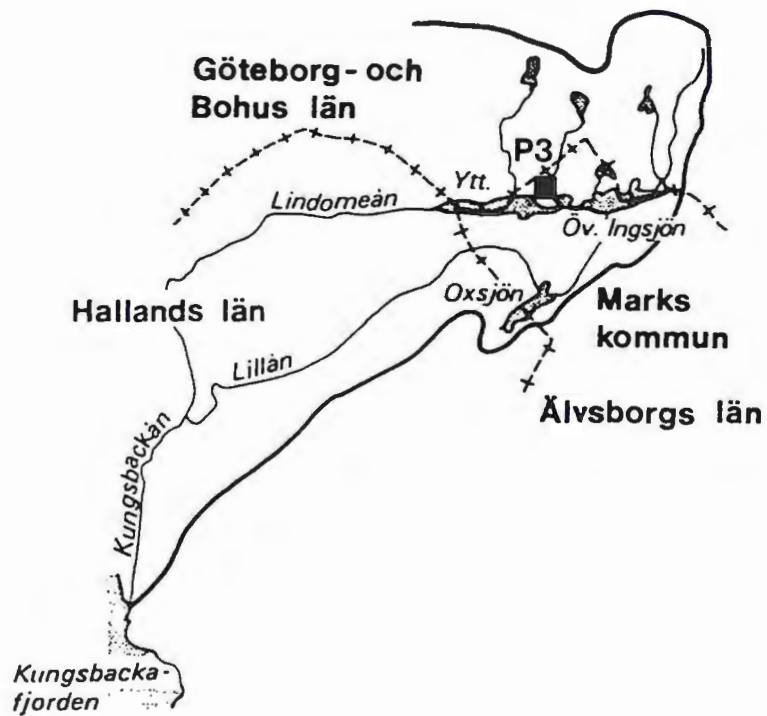 Göteborg- och
Bohus län
P3
Ytt.
Lindomeån
Öv. Ingsjön
Oxsjön
Hallands län
Marks
kommun
Lillån
Älvsborgs län
Kungsbackån
Kungsbacka-
fjorden